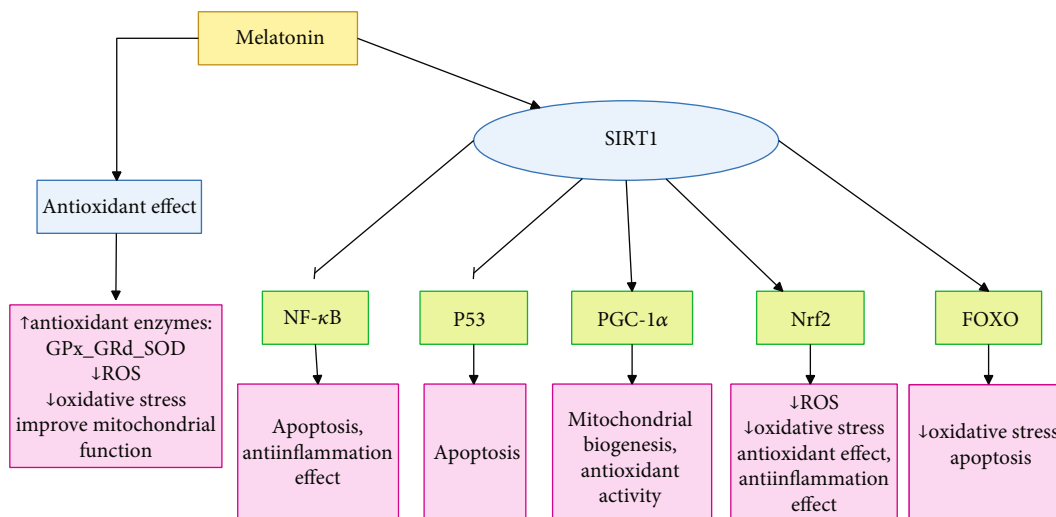 Melatonin
SIRT1
Antioxidant effect
↑antioxidant enzymes:
GPx_GRd_SOD
↓ROS
↓oxidative stress
improve mitochondrial
function
NF-κB
P53
PGC-1α
Nrf2
FOXO
Apoptosis,
antiinflammation
effect
Apoptosis
Mitochondrial
biogenesis,
antioxidant
activity
↓ROS
↓oxidative stress
antioxidant effect,
antiinflammation
effect
↓oxidative stress
apoptosis